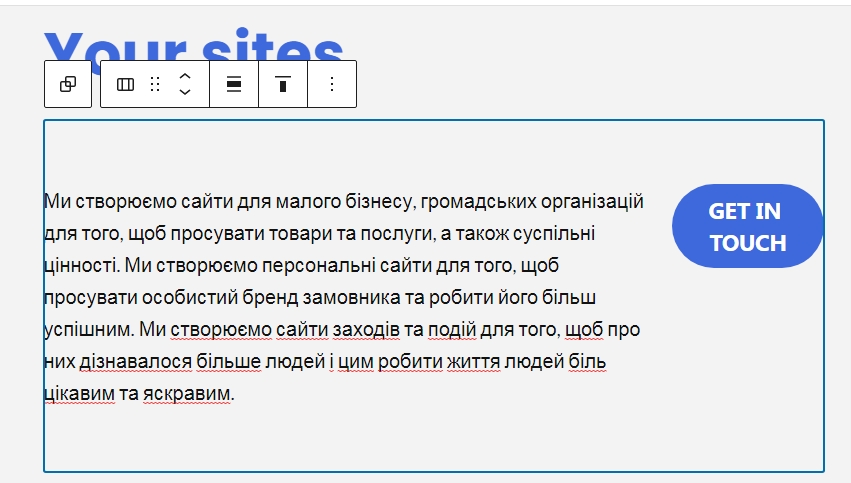 Your sites
Ми створюємо сайти для малого бізнесу, громадських організацій
для того, щоб просувати товари та послуги, а також суспільні
цінності. Ми створюємо персональні сайти для того, щоб
просувати особистий бренд замовника та робити його більш
успішним. Ми створюємо сайти заходів та подій для того, щоб про
них дізнавалося більше людей і цим робити життя людей біль
цікавим та яскравим.
GET IN
TOUCH